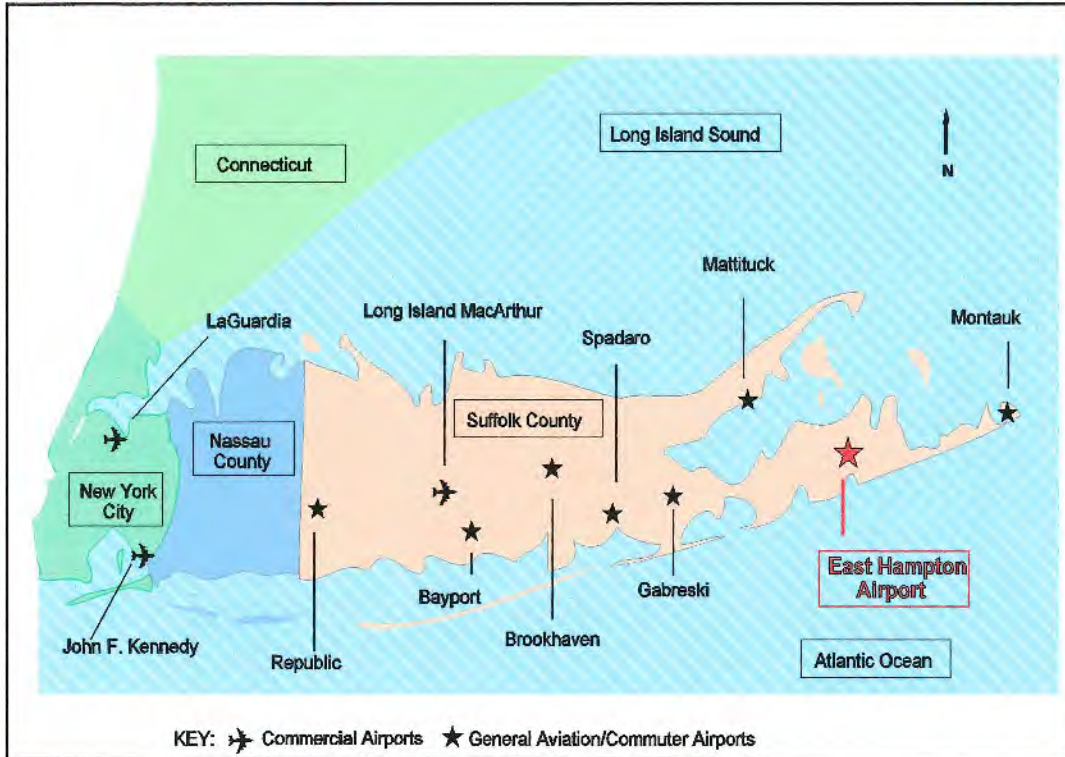 Connecticut
Long Island Sound
N
Mattituck
LaGuardia
Long Island MacArthur
Montauk
Spadaro
Suffolk County
Nassau
County
New York
City
East Hampton
Airport
Bayport
Gabreski
Brookhaven
John F. Kennedy
Republic
Atlantic Ocean
KEY: Commercial Airports General Aviation/Commuter Airports